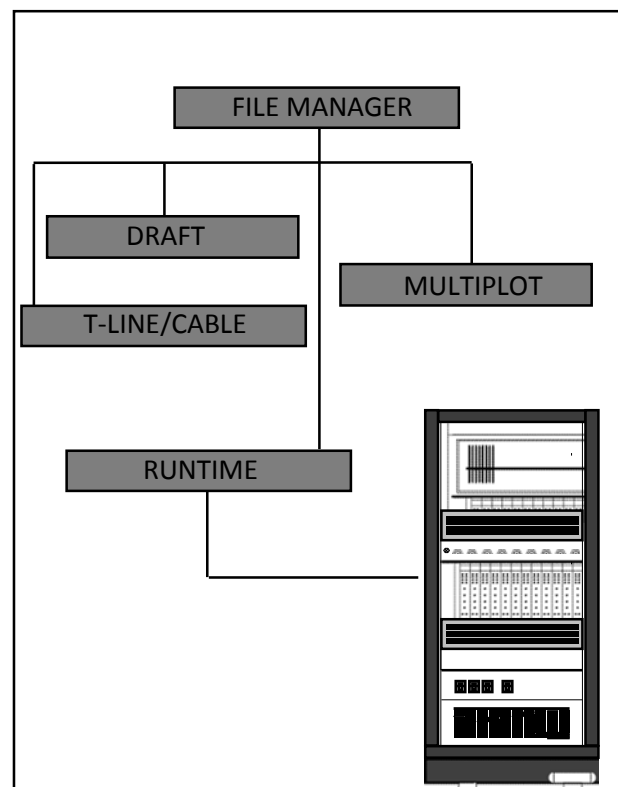 FILE MANAGER
DRAFT
MULTIPLOT
T-LINE/CABLE
RUNTIME